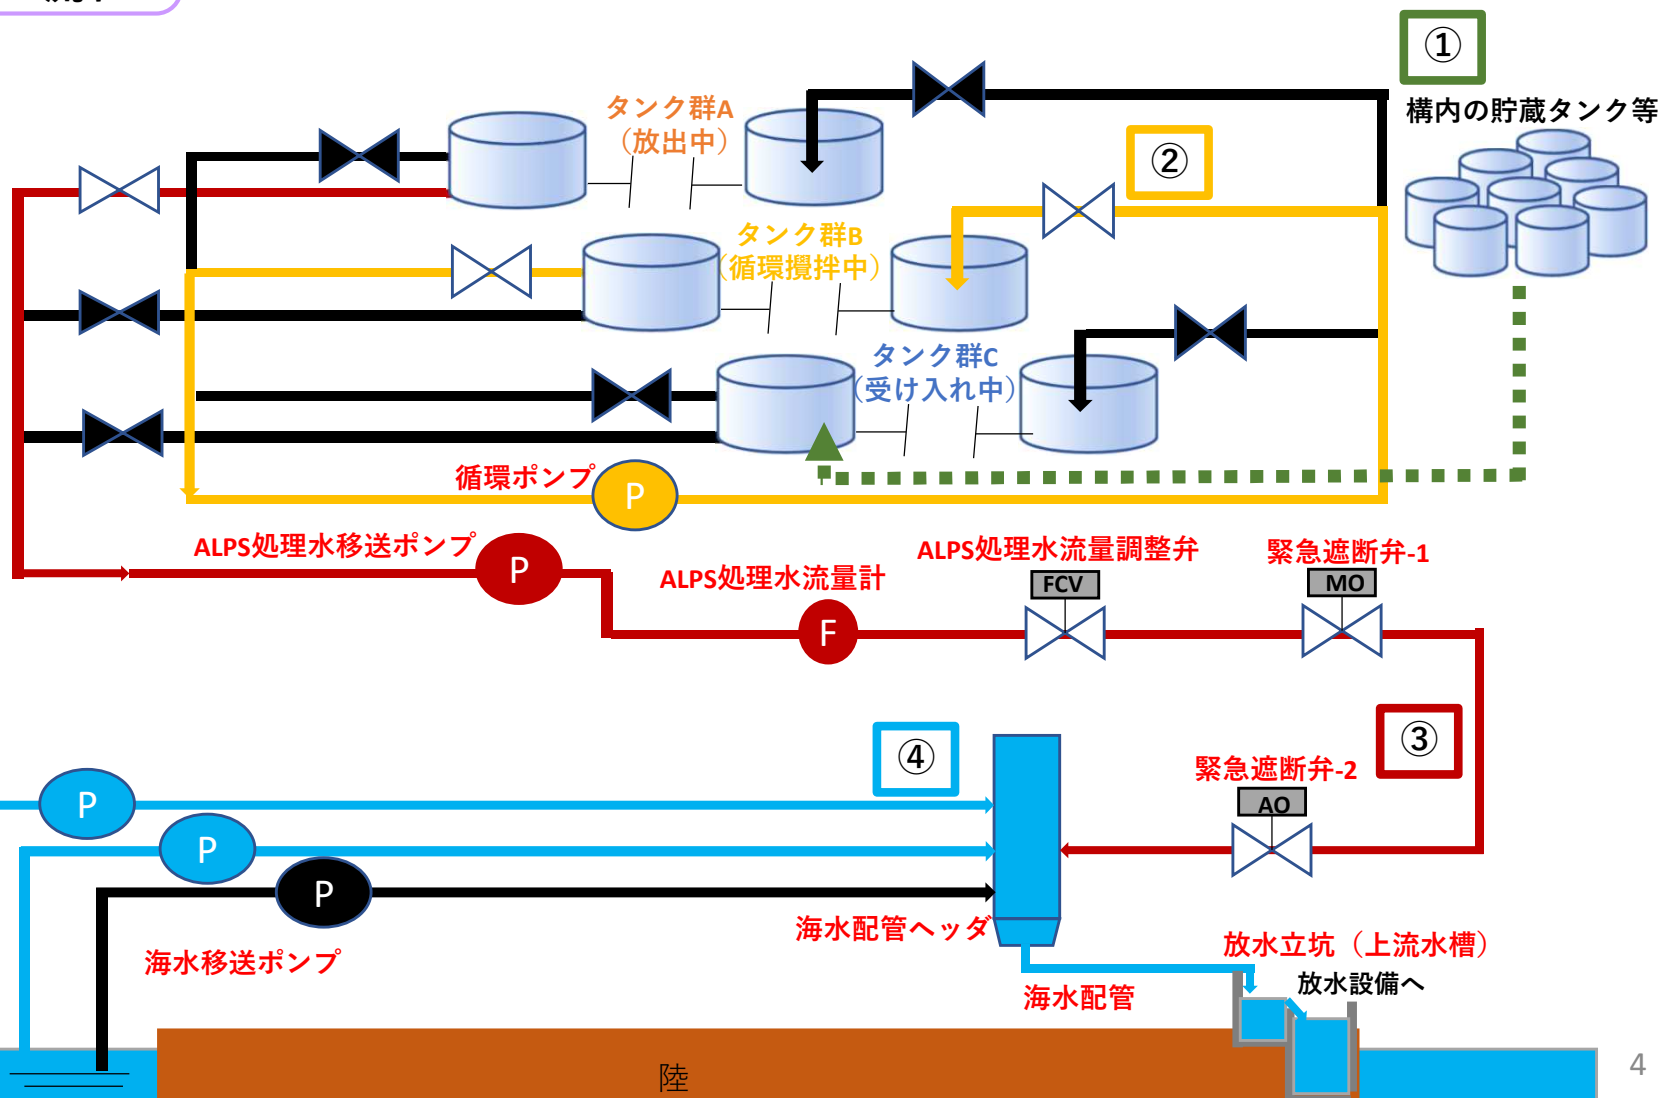 ①
構内の貯蔵タンク等
タンク群A
（放出中）
②
タンク群B
（循環攪拌中）
タンク群C
（受け入れ中）
循環ポンプ
P
ALPS処理水移送ポンプ
P
ALPS処理水流量計
F
ALPS処理水流量調整弁
FCV
緊急遮断弁-1
MO
③
緊急遮断弁-2
AO
④
P
P
P
海水移送ポンプ
海水配管ヘッダ
海水配管
放水立坑（上流水槽）
放水設備へ
陸
4